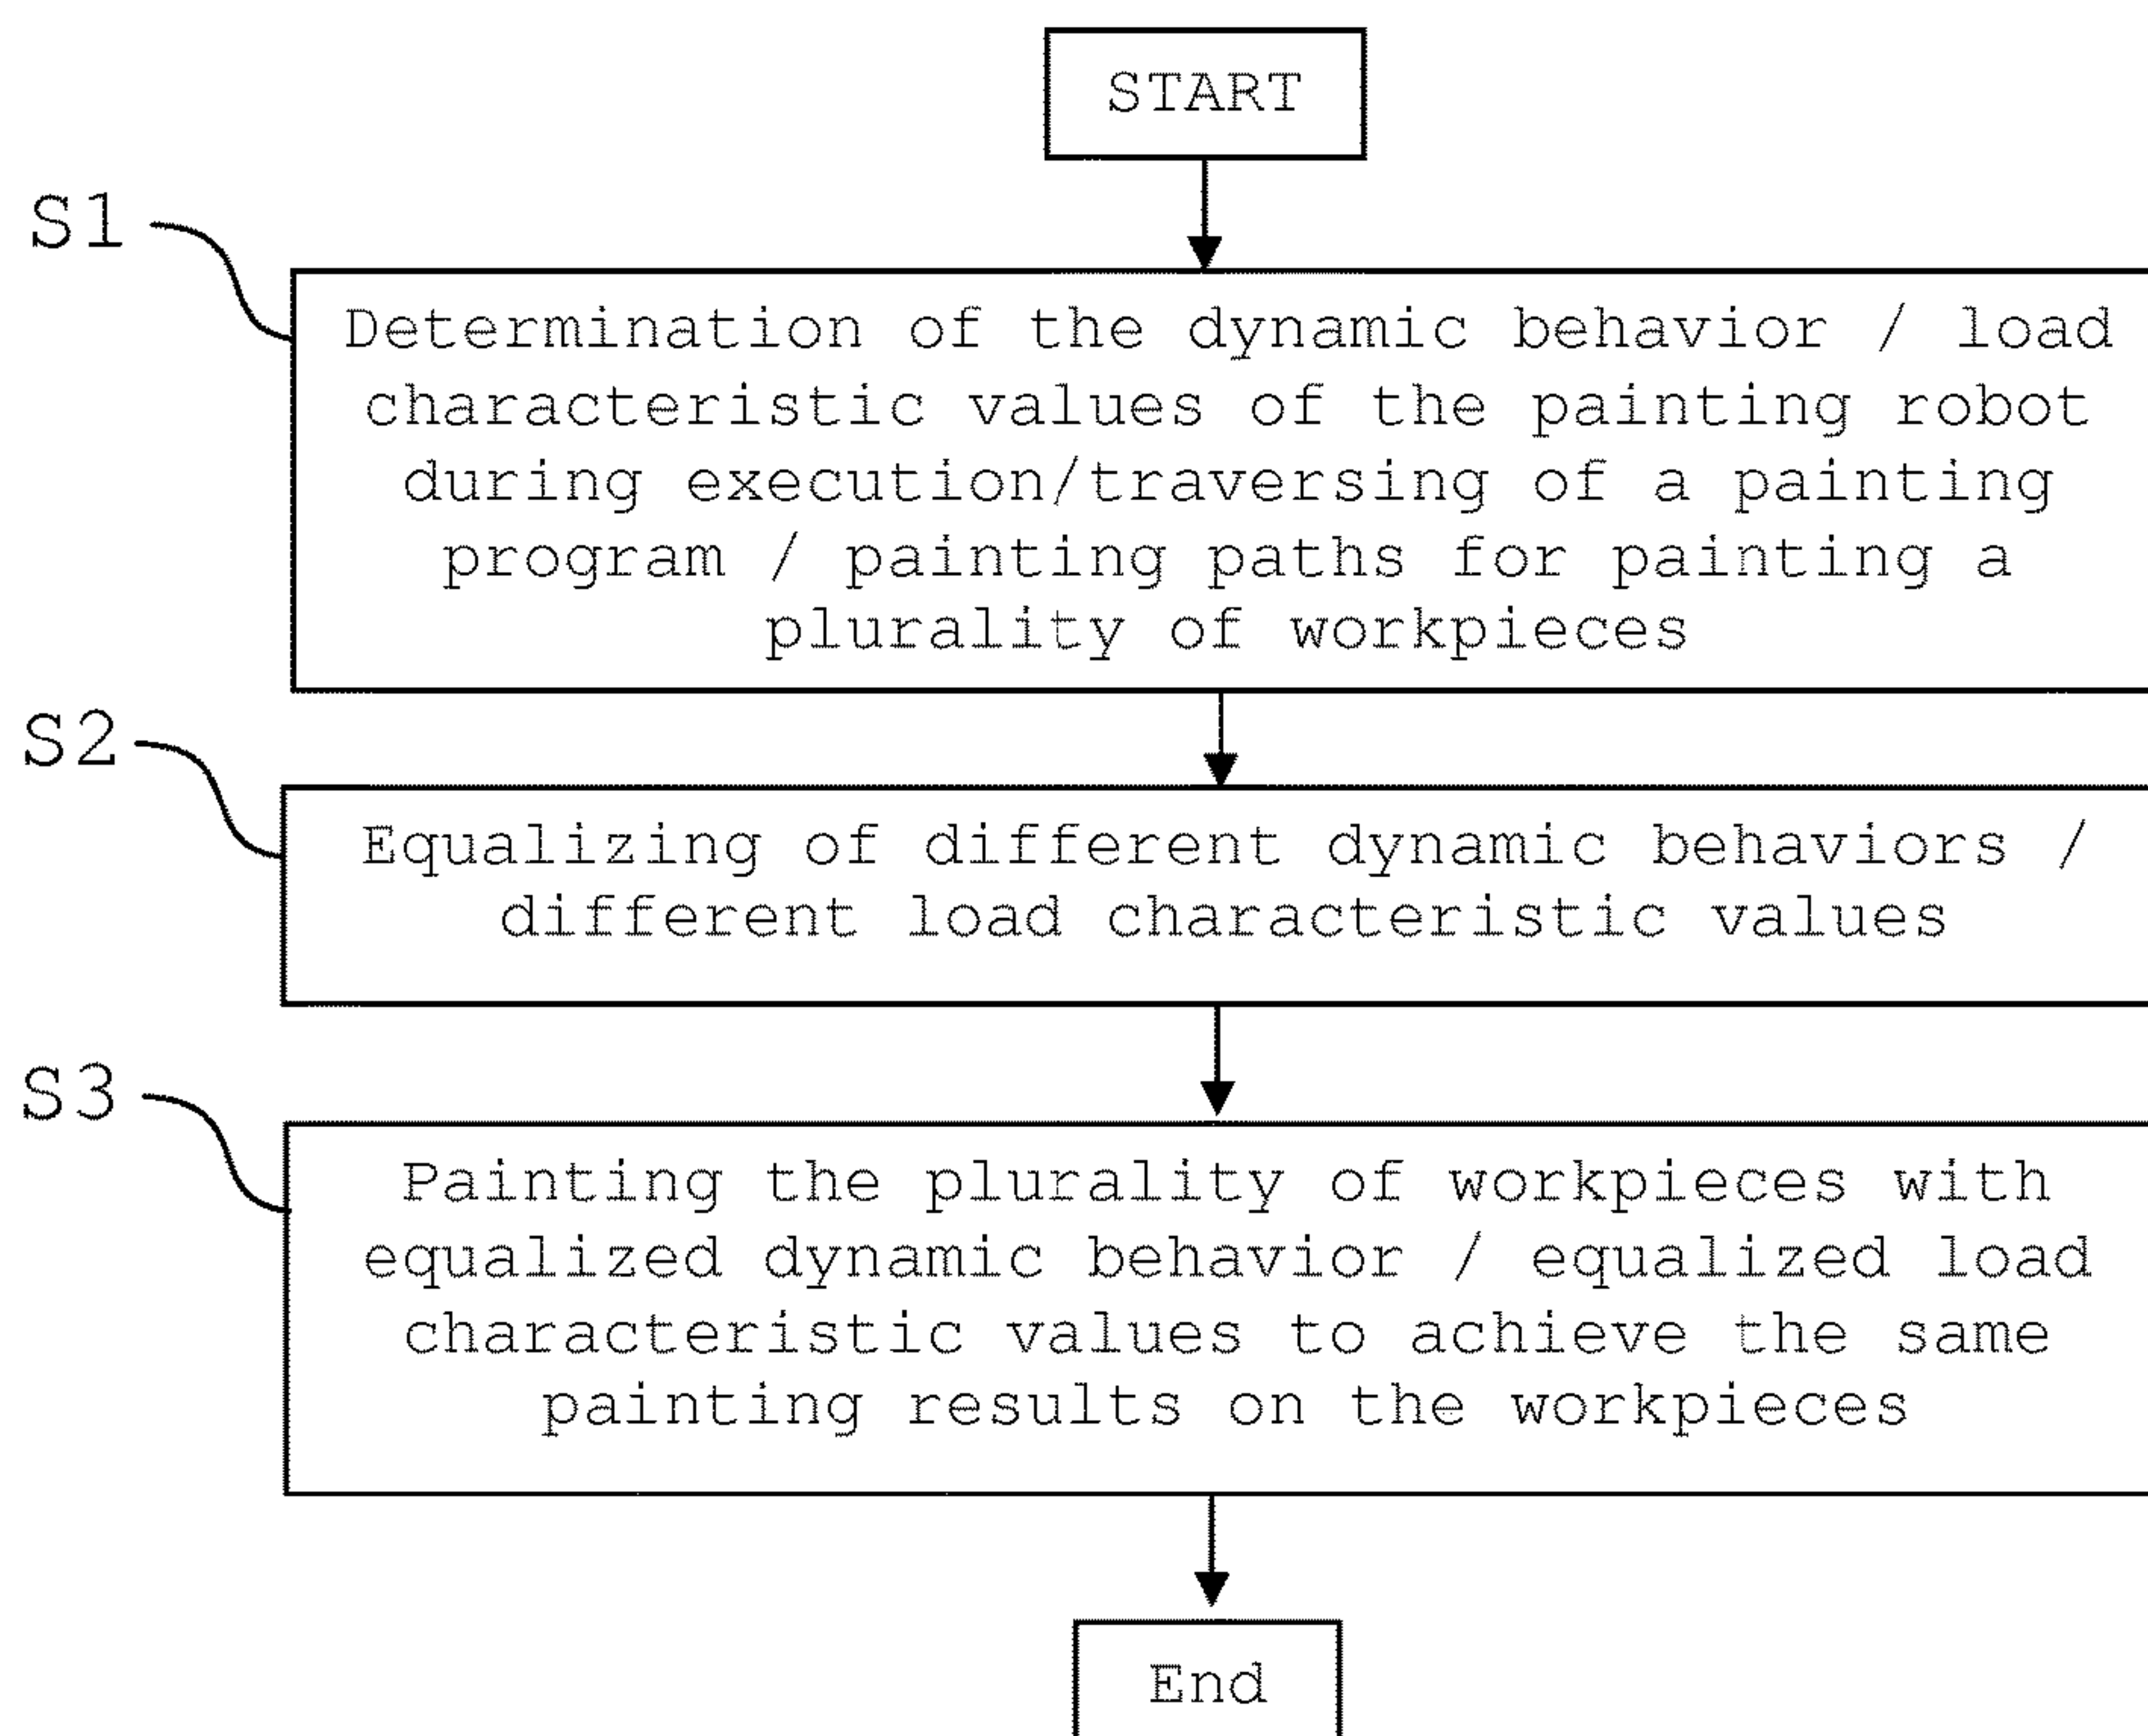 START
S1
Determination of the dynamic behavior / load
characteristic values of the painting robot
during execution/traversing of a painting
program / painting paths for painting a
plurality of workpieces
S2
Equalizing of different dynamic behaviors /
different load characteristic values
S3
Painting the plurality of workpieces with
equalized dynamic behavior / equalized load
characteristic values to achieve the same
painting results on the workpieces
End